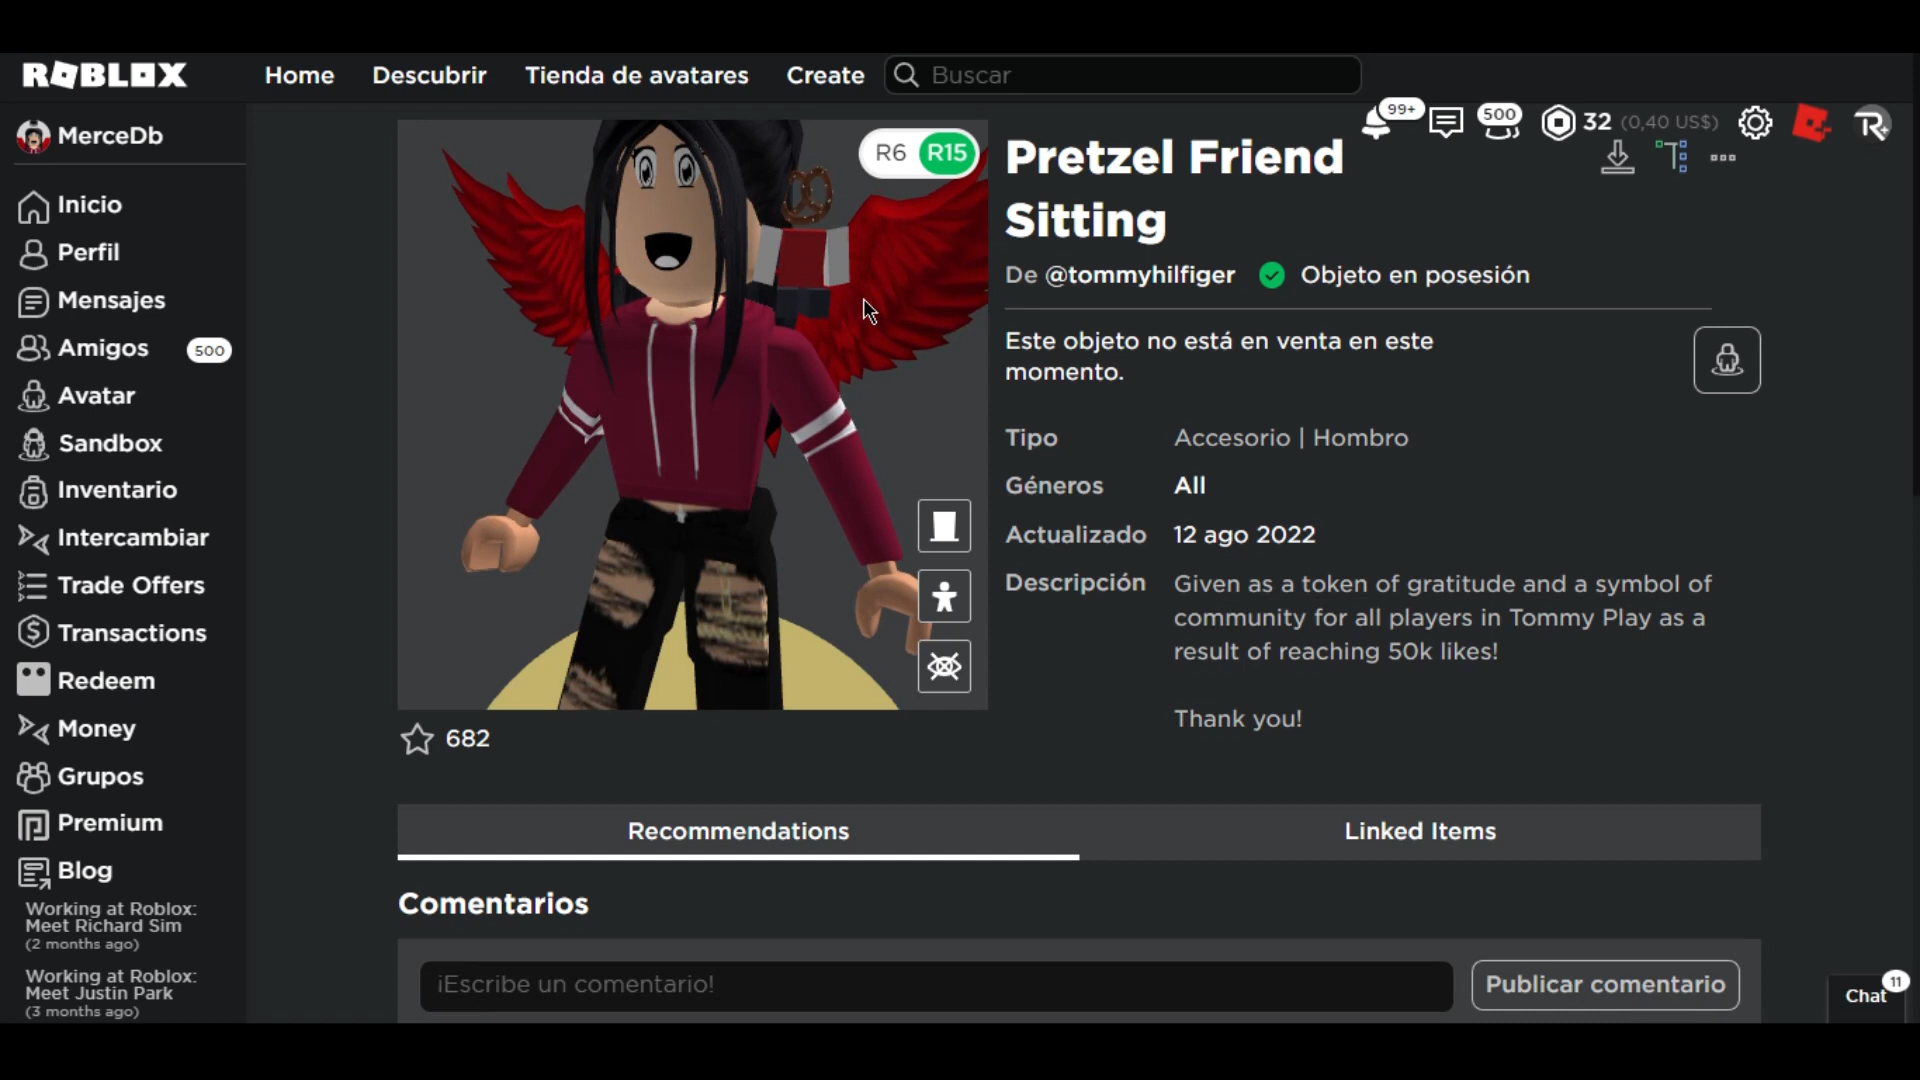 ROBLOX
Home
Descubrir
Tienda de avatares
Create
Buscar
MerceDb
99+
500
32 (0,40 US$)
Inicio
Perfil
Mensajes
Amigos
500
Avatar
Sandbox
Inventario
Intercambiar
Trade Offers
Transactions
Redeem
Money
Grupos
Premium
Blog
Working at Roblox:
Meet Richard Sim
(2 months ago)
Working at Roblox:
Meet Justin Park
(3 months ago)
R6 R15
682
Pretzel Friend
Sitting
De @tommyhilfiger
Objeto en posesión
Este objeto no está en venta en este
momento.
Tipo
Accesorio | Hombro
Géneros
All
Actualizado
12 ago 2022
Descripción
Given as a token of gratitude and a symbol of
community for all players in Tommy Play as a
result of reaching 50k likes!
Thank you!
Recommendations
Linked Items
Comentarios
¡Escribe un comentario!
Publicar comentario
Chat
11